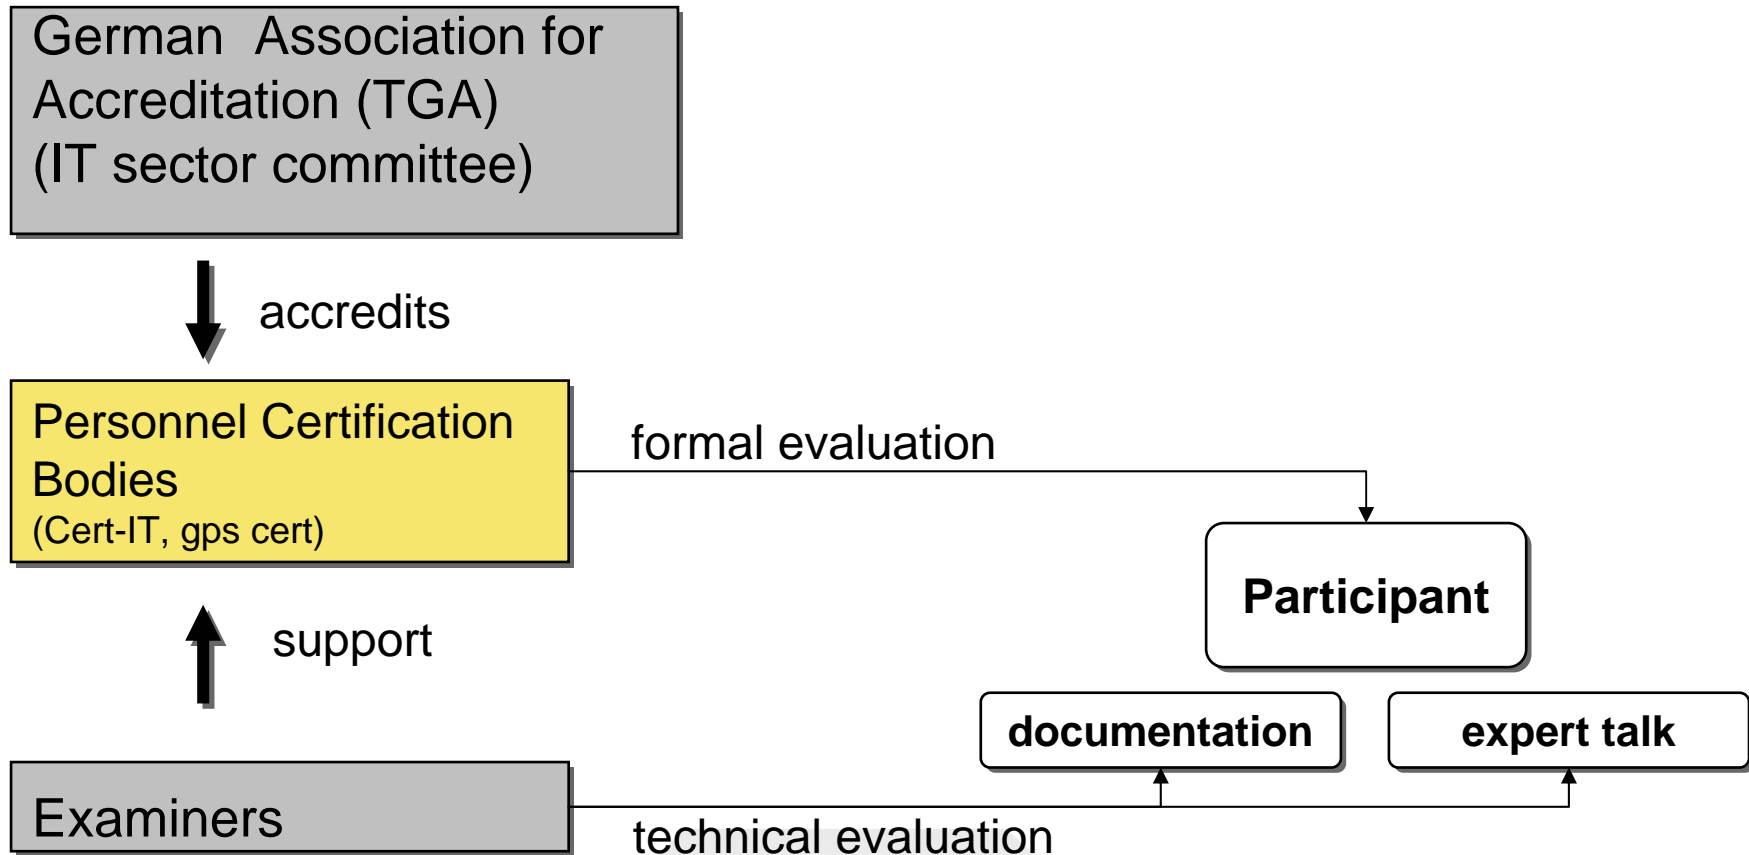 German Association for
Accreditation (TGA)
(IT sector committee)
accredits
Personnel Certification
Bodies
(Cert-IT, gps cert)
formal evaluation
Participant
support
documentation
expert talk
Examiners
technical evaluation